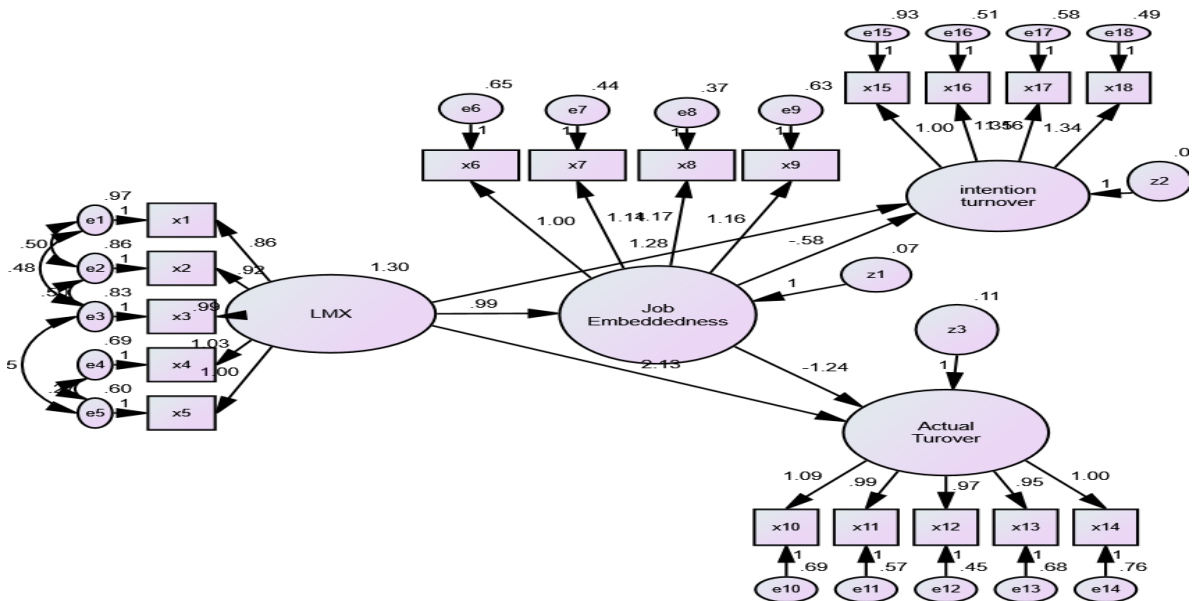 .93 .51 .58 .49
e15 e16 e17 e18
1 1 1 1
x15 x16 x17 x18
1.00 1.34
.65 .44 .37 .63
e6 e7 e8 e9
1 1 1 1
x6 x7 x8 x9
1.00 1.17 1.16
intention
turnover
1
z2
.97
e1 1 x1
.50 .86
e2 1 x2
.48 .83
e3 1 x3
.69
e4 1 x4
5 .60
e5 1 x5
.86
.92
.99
1.03
1.00
1.30
LMX
.99
1.28
-.58
2.13
-1.24
Job
Embeddedness
.07
1
z1
.11
z3
1
Actual
Turover
1.09 .99 .97 .95 1.00
x10 x11 x12 x13 x14
1 1 1 1 1
.69 .57 .45 .68 .76
e10 e11 e12 e13 e14